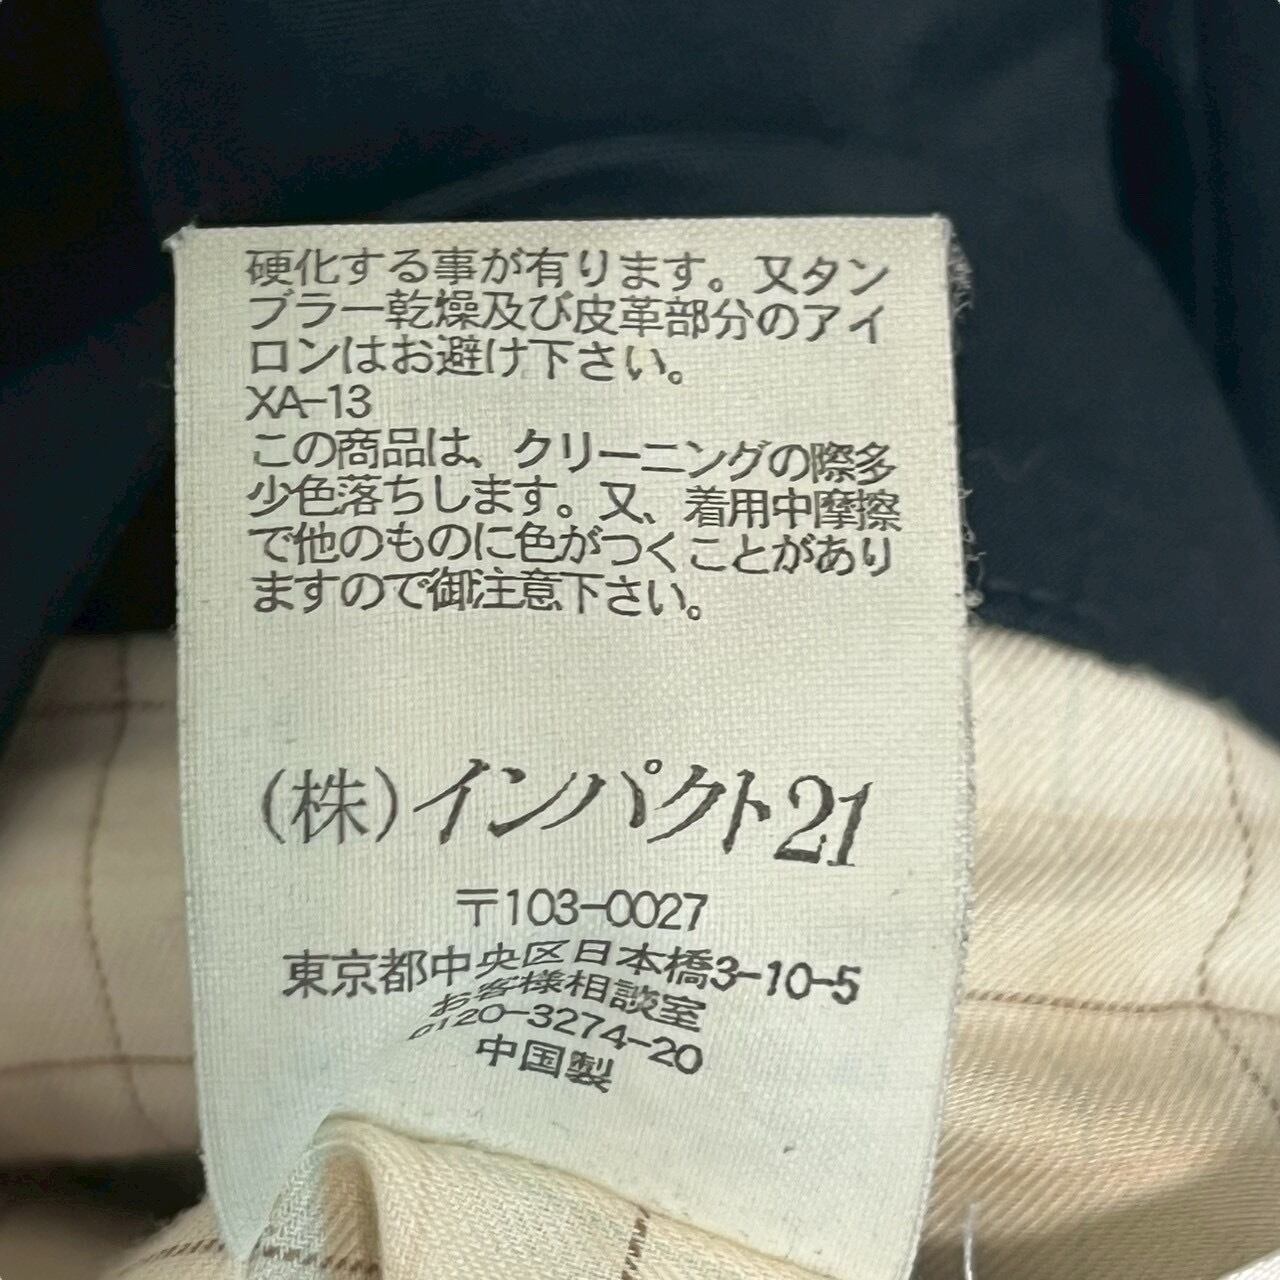 硬化する事が有ります。又タン
ブラー乾燥及び皮革部分のアイ
ロンはお避け下さい。
XA-13
この商品は、クリーニングの際多
少色落ちします。又、着用中摩擦
で他のものに色がつくことがあり
ますので御注意下さい。
(株)インパクト21
〒103-0027
東京都中央区日本橋3-10-5
お客様相談室
0120-3274-20
中国製